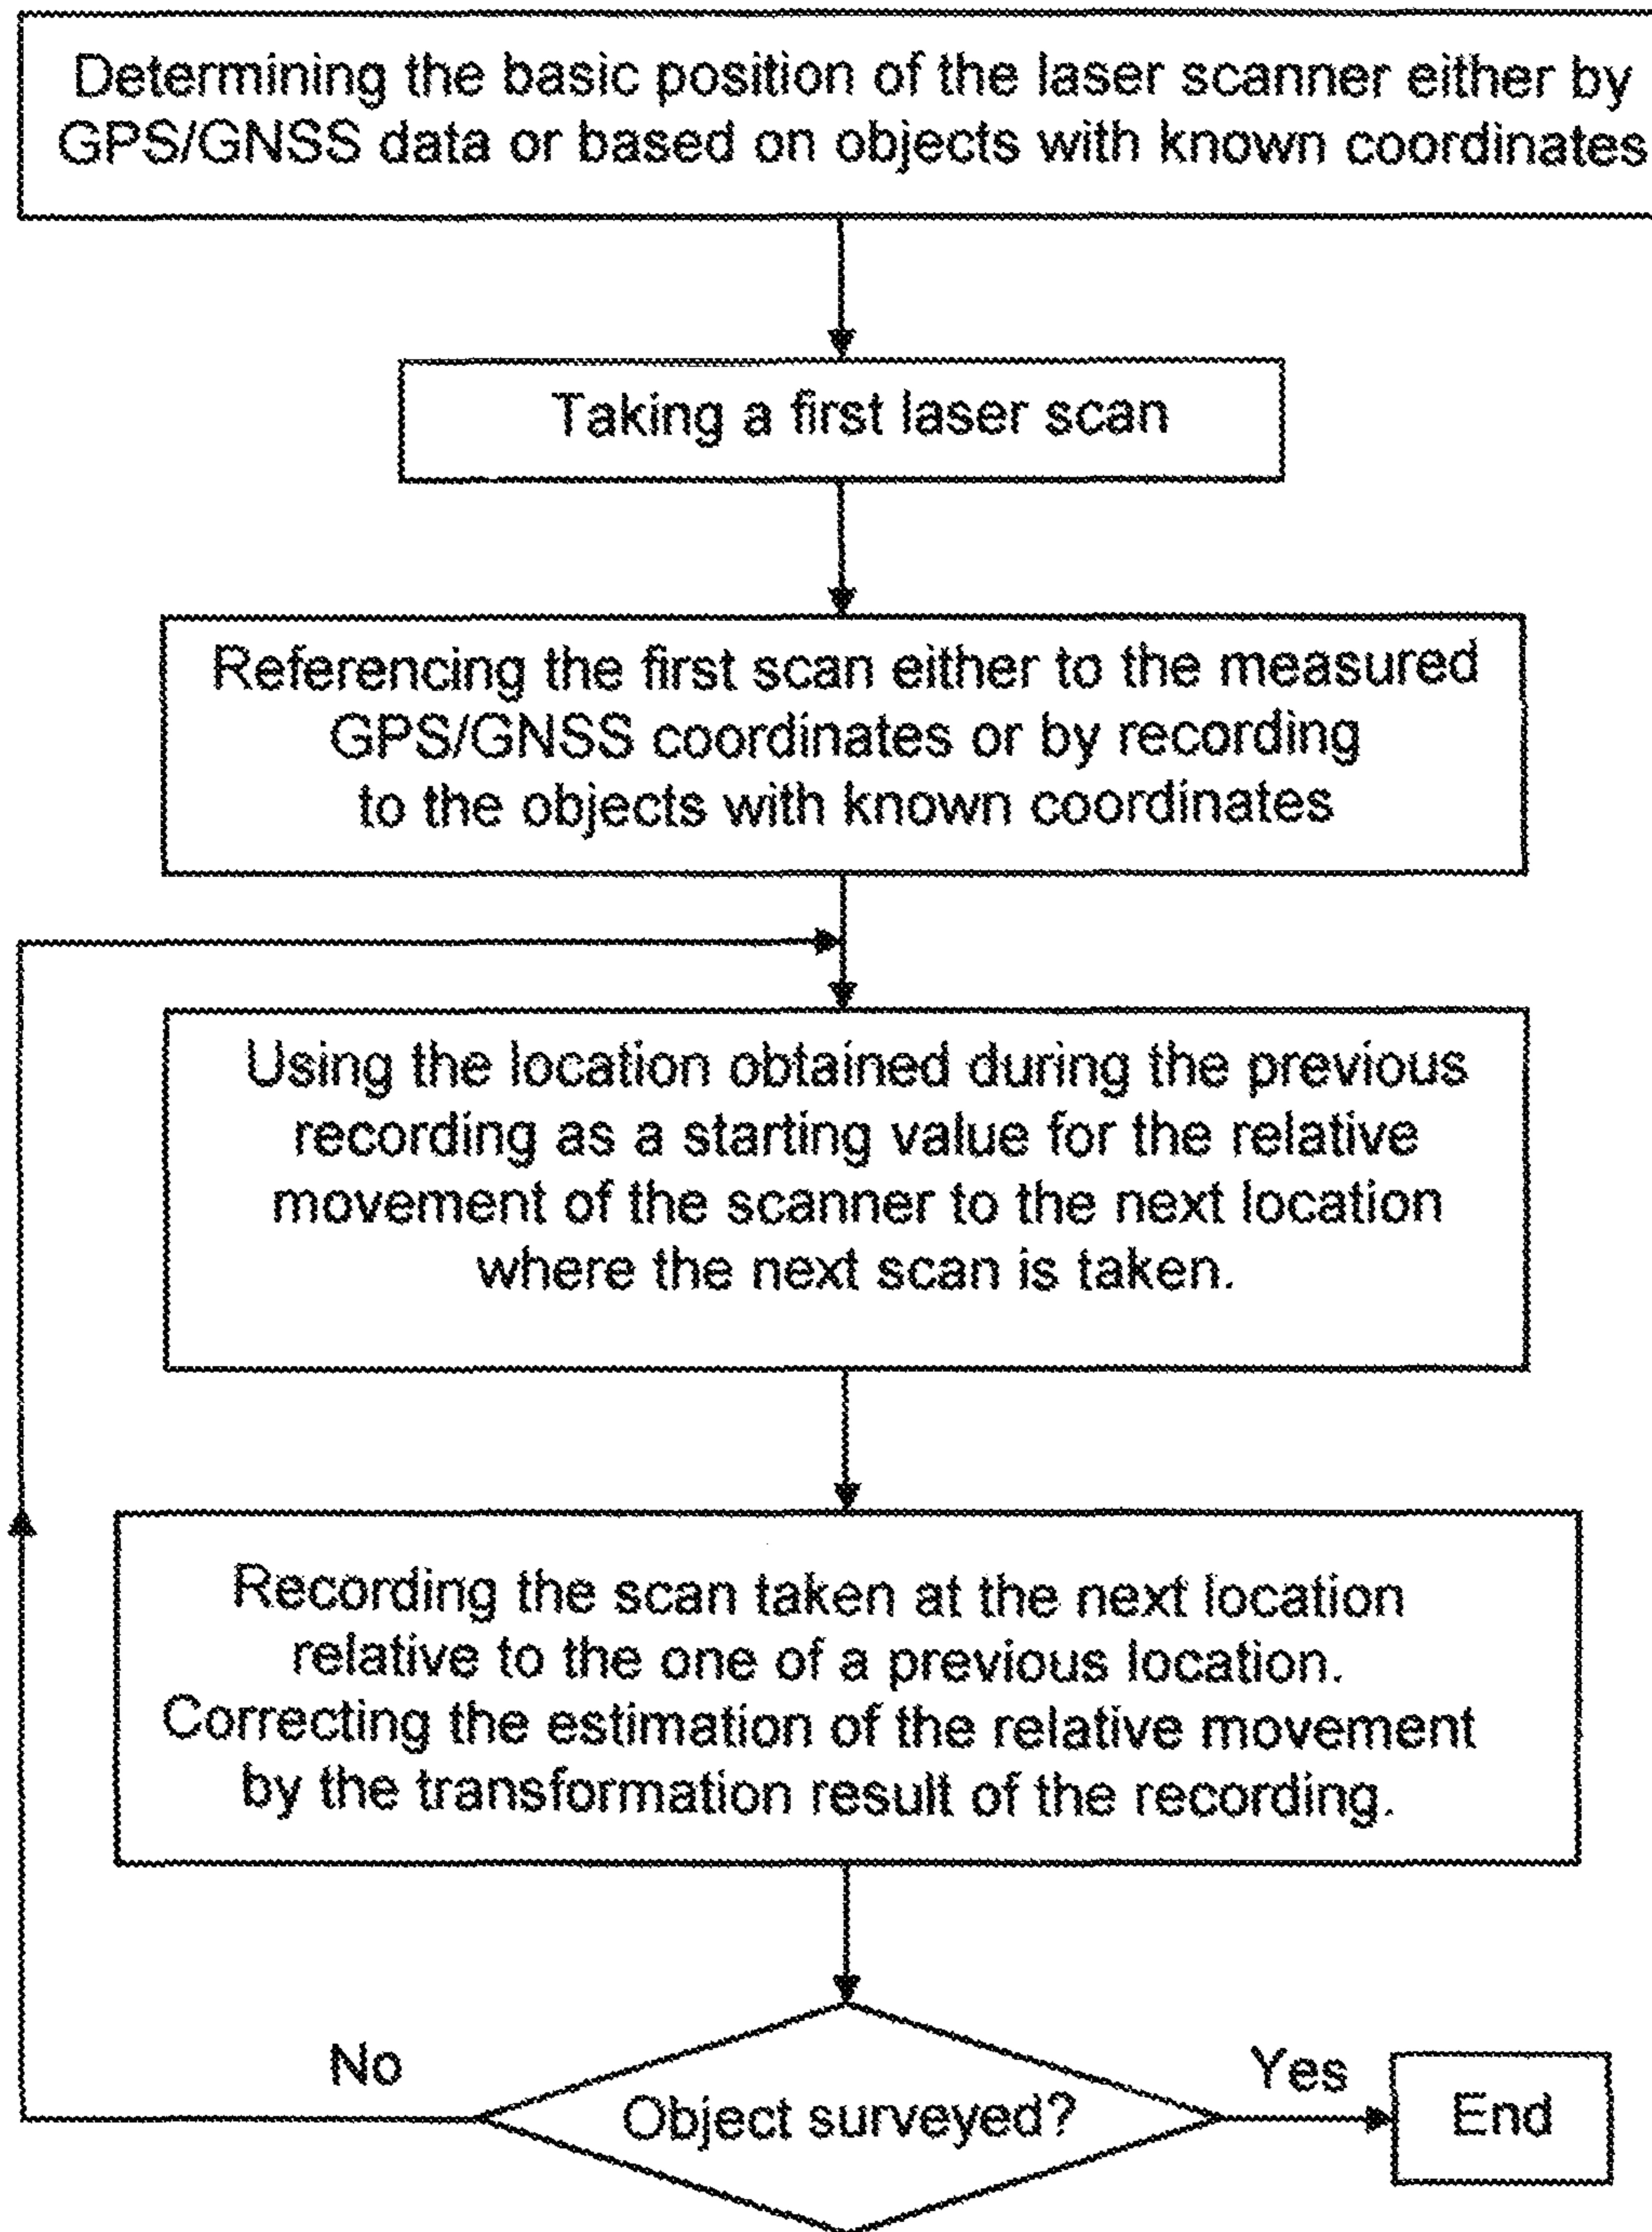 Determining the basic position of the laser scanner either by
GPS/GNSS data or based on objects with known coordinates
Taking a first laser scan
Referencing the first scan either to the measured
GPS/GNSS coordinates or by recording
to the objects with known coordinates
Using the location obtained during the previous
recording as a starting value for the relative
movement of the scanner to the next location
where the next scan is taken.
Recording the scan taken at the next location
relative to the one of a previous location.
Correcting the estimation of the relative movement
by the transformation result of the recording.
No
Object surveyed?
Yes
End